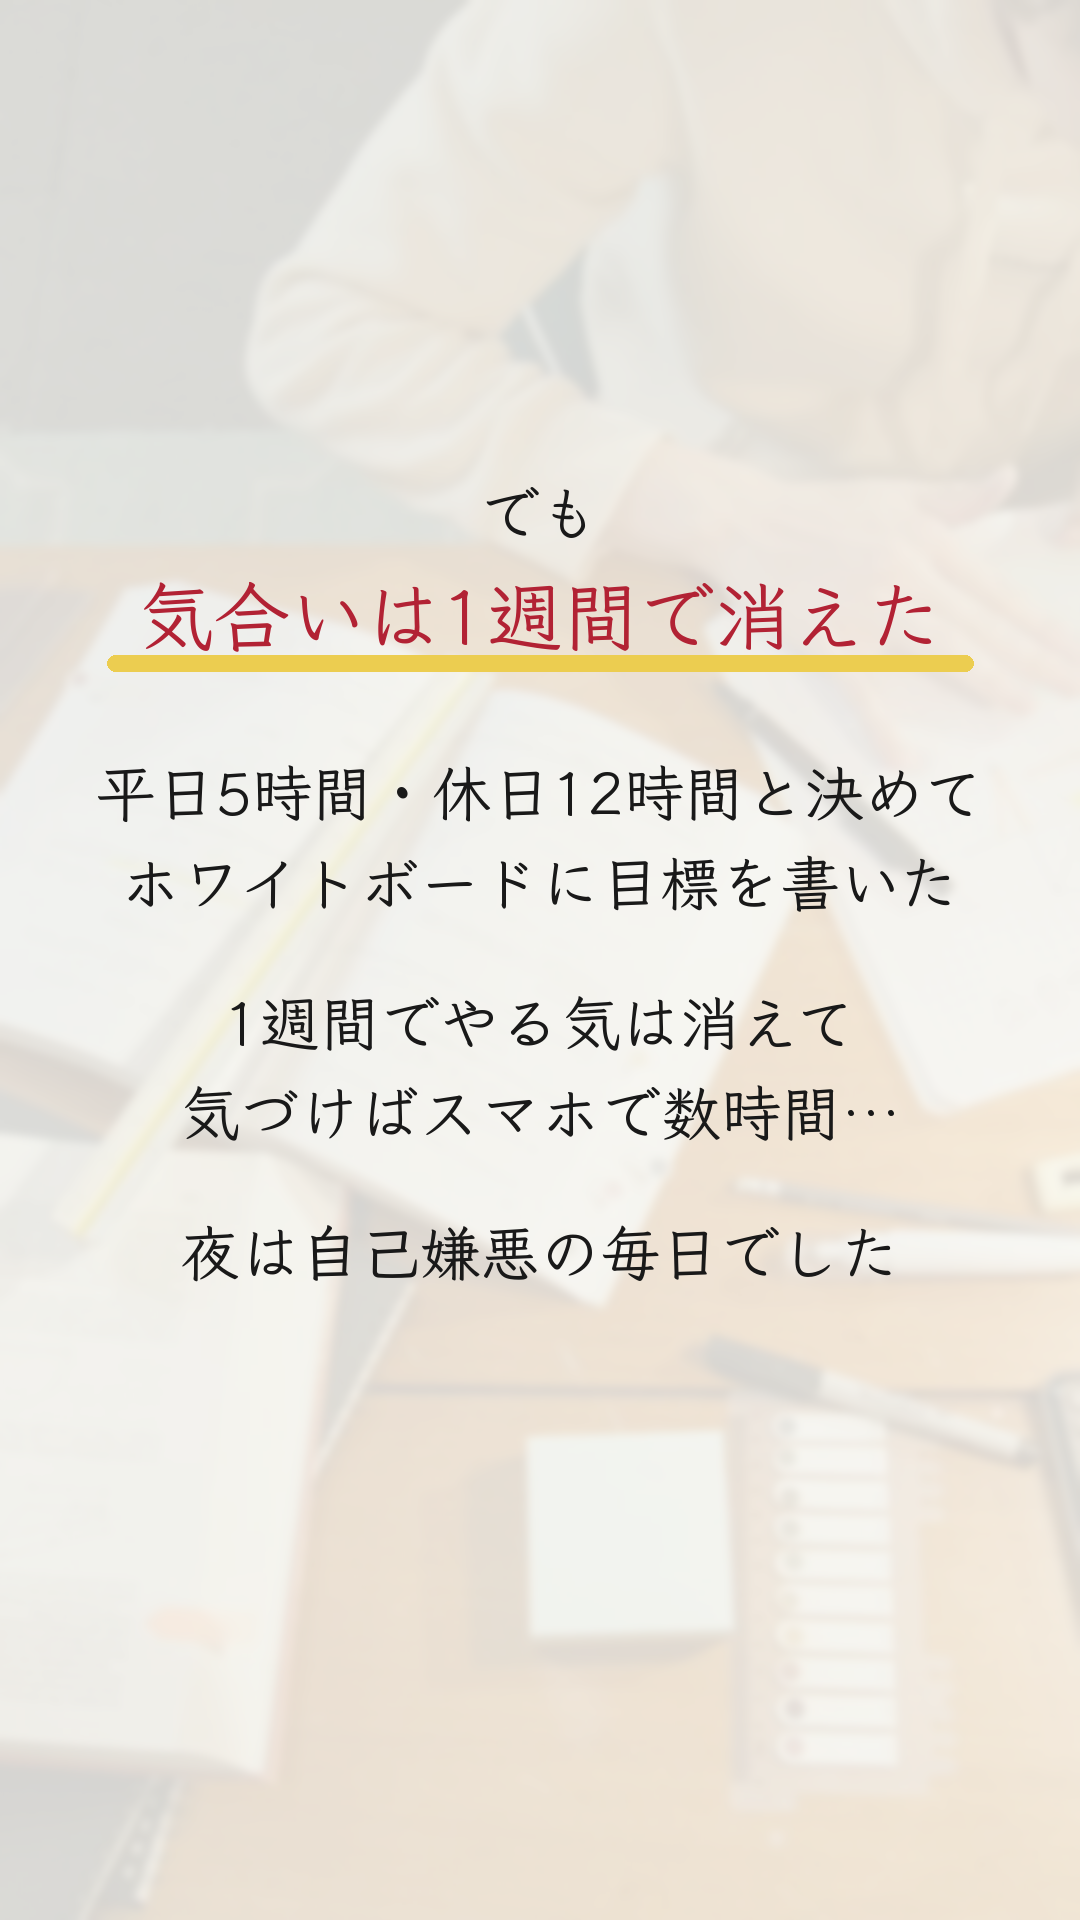 でも
気合いは1週間で消えた
平日5時間・休日12時間と決めて
ホワイトボードに目標を書いた
1週間でやる気は消えて
気づけばスマホで数時間…
夜は自己嫌悪の毎日でした